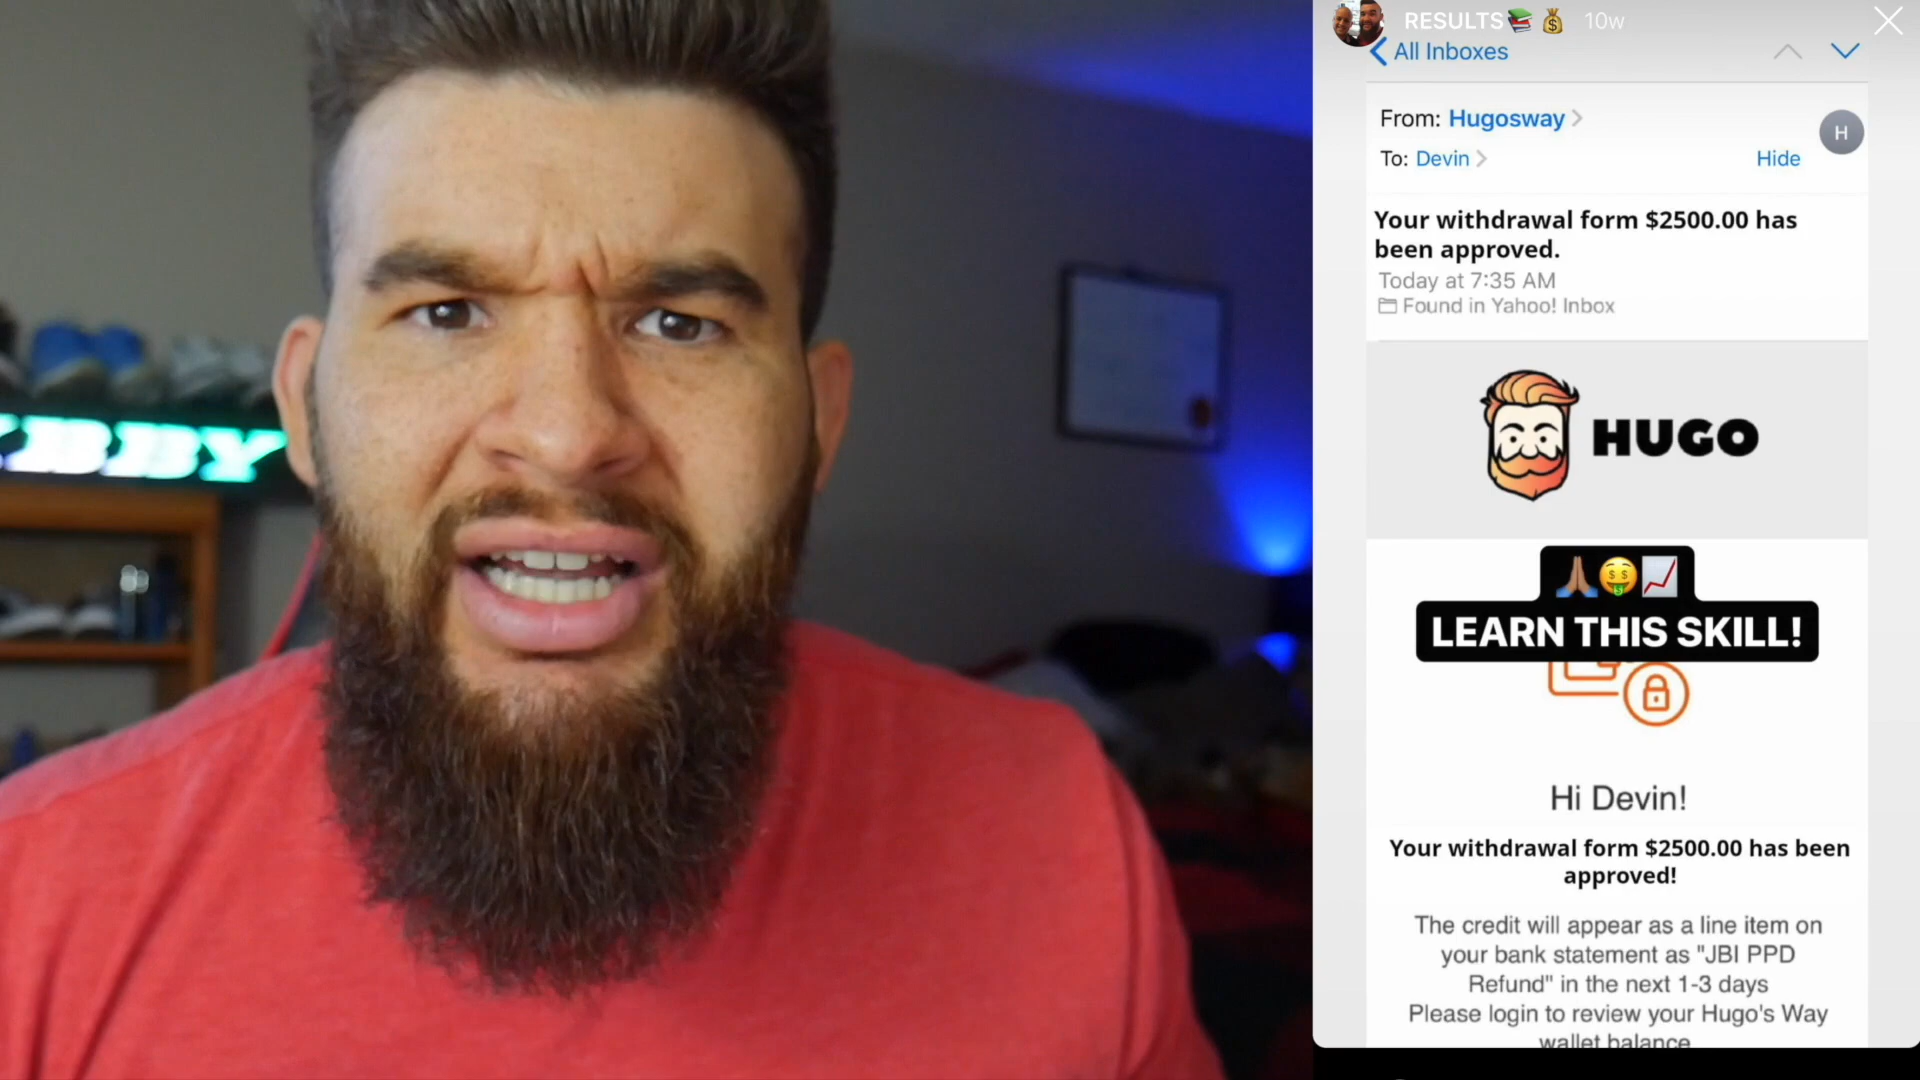 BBY
RESULTS📚💰 10w
All Inboxes
From: Hugosway
H
To: Devin
Hide
Your withdrawal form $2500.00 has
been approved.
Today at 7:35 AM
Found in Yahoo! Inbox
HUGO
🙏🏽🤑📈
LEARN THIS SKILL!
Hi Devin!
Your withdrawal form $2500.00 has been
approved!
The credit will appear as a line item on
your bank statement as "JBI PPD
Refund" in the next 1-3 days
Please login to review your Hugo's Way
wallet balance